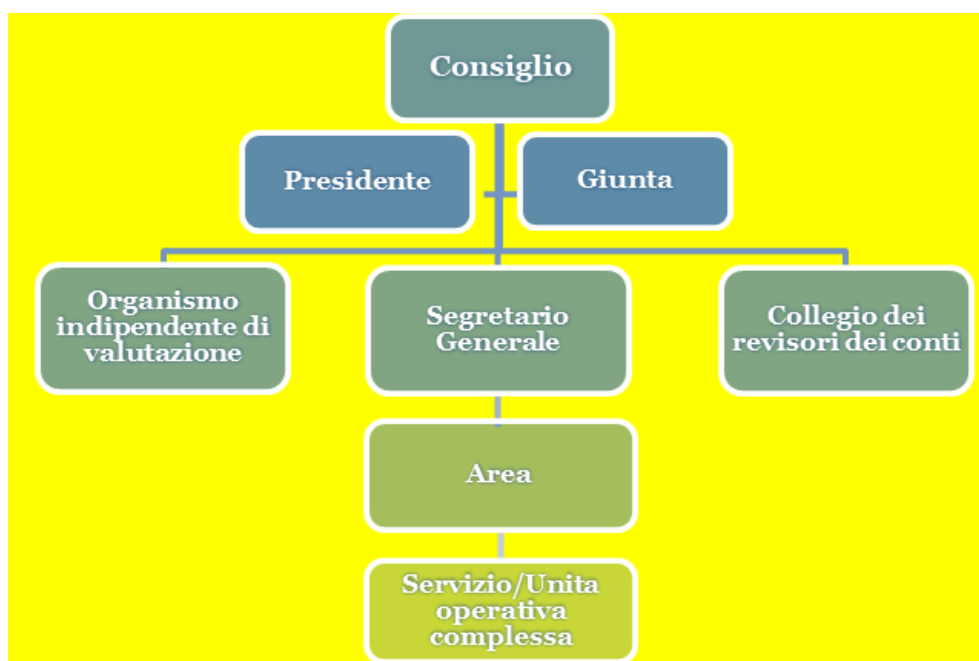 Consiglio
Presidente
Giunta
Organismo
indipendente di
valutazione
Segretario
Generale
Collegio dei
revisori dei conti
Area
Servizio/Unita
operativa
complessa